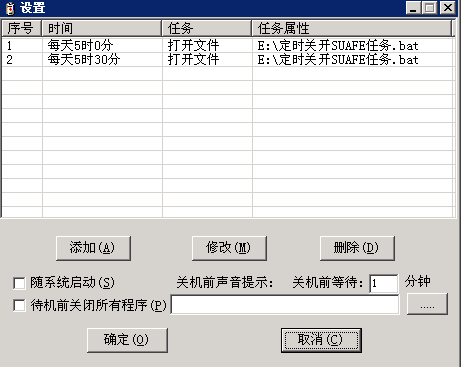 设置
序号 时间 任务 任务属性
1 每天5时0分 打开文件 E:\定时关开SUAFE任务.bat
2 每天5时30分 打开文件 E:\定时关开SUAFE任务.bat
添加(A) 修改(M) 删除(D)
随系统启动(S) 关机前声音提示: 关机前等待: 1 分钟
待机前关闭所有程序(P) .....
确定(O) 取消(C)